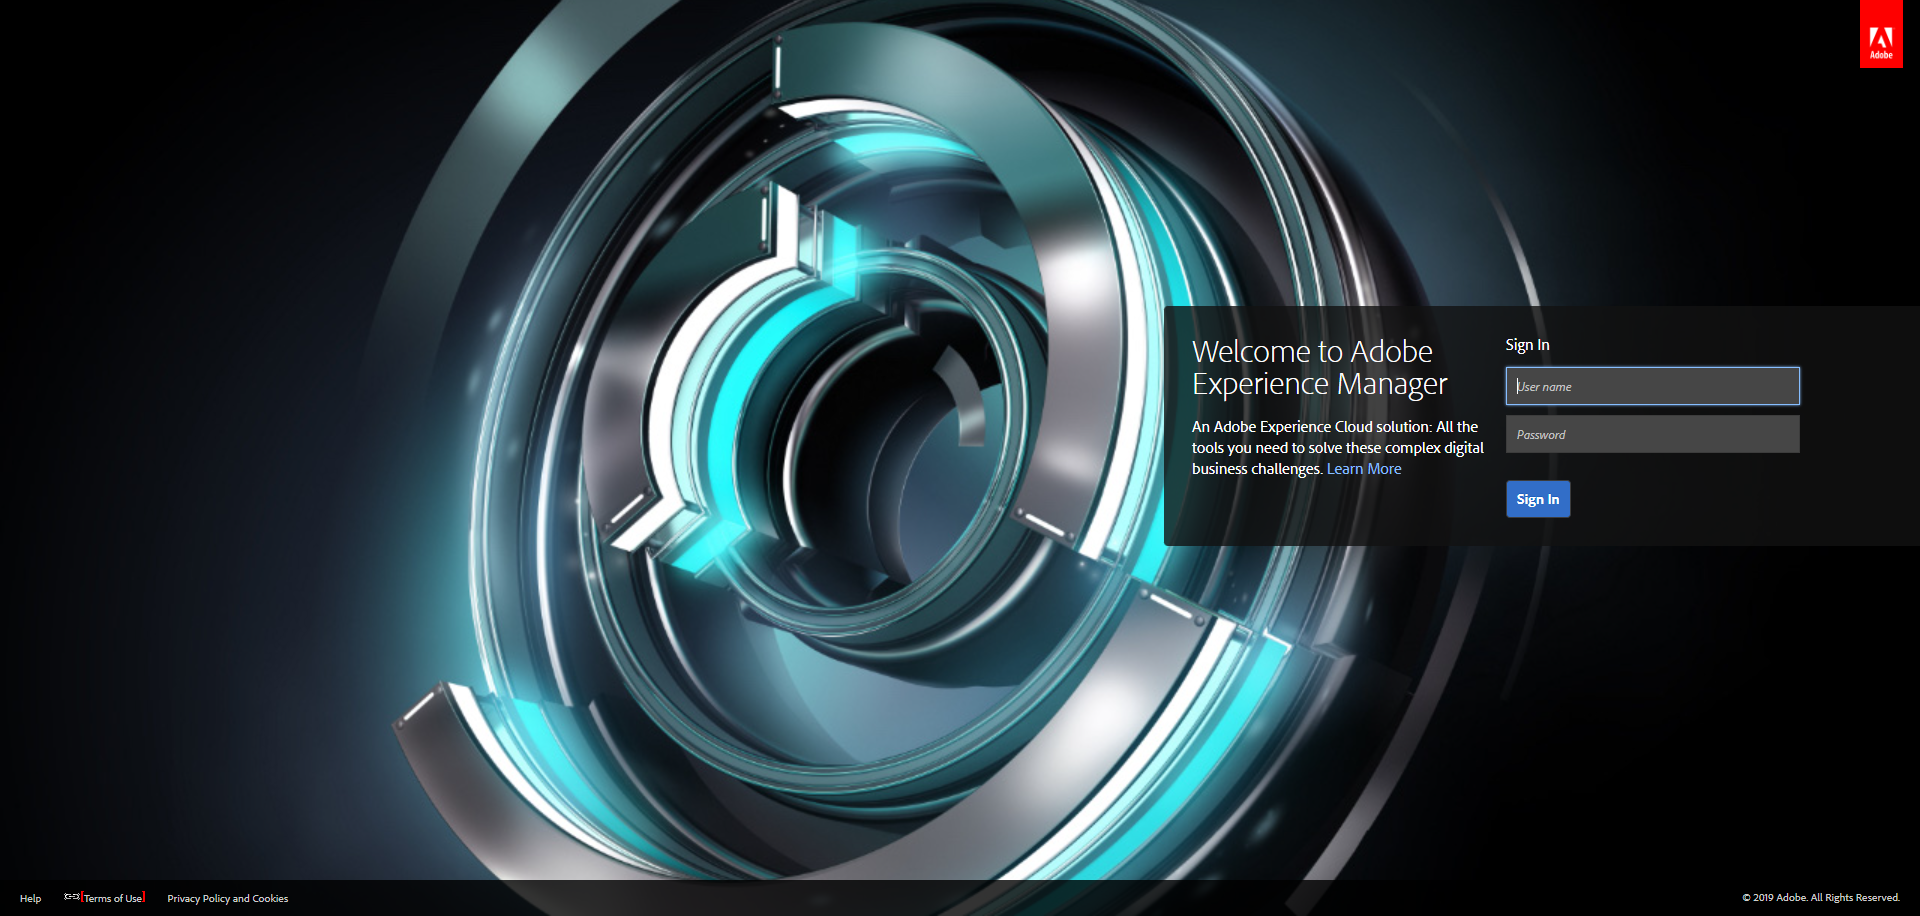 Adobe
Welcome to Adobe
Experience Manager
An Adobe Experience Cloud solution: All the
tools you need to solve these complex digital
business challenges. Learn More
Sign In
User name
Password
Sign In
Help
[Terms of Use]
Privacy Policy and Cookies
© 2019 Adobe. All Rights Reserved.